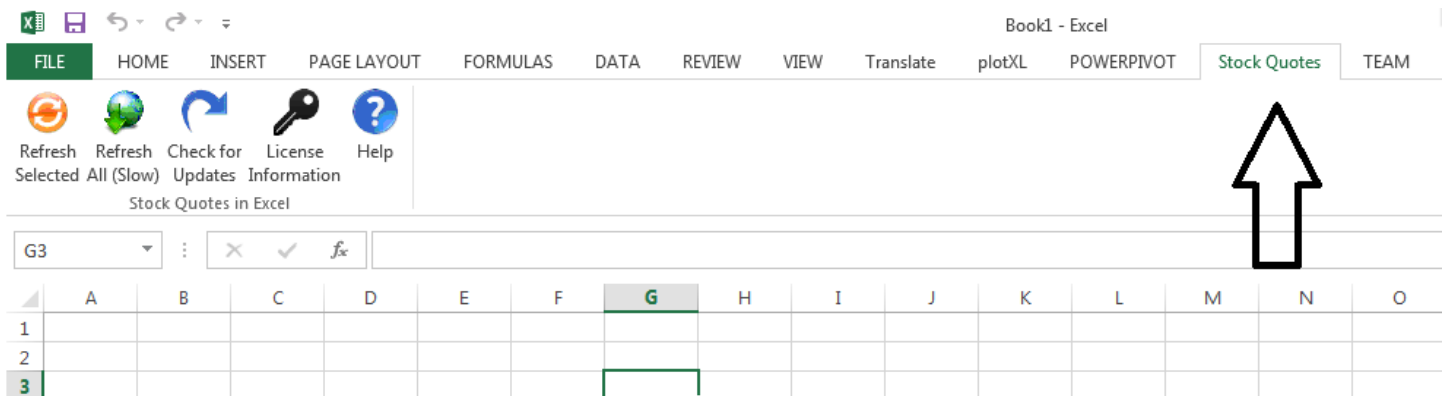 Book1 - Excel
FILE HOME INSERT PAGE LAYOUT FORMULAS DATA REVIEW VIEW Translate plotXL POWERPIVOT Stock Quotes TEAM
Refresh Refresh Check for License Help
Selected All (Slow) Updates Information
Stock Quotes in Excel
G3 fx
A B C D E F G H I J K L M N O
1
2
3